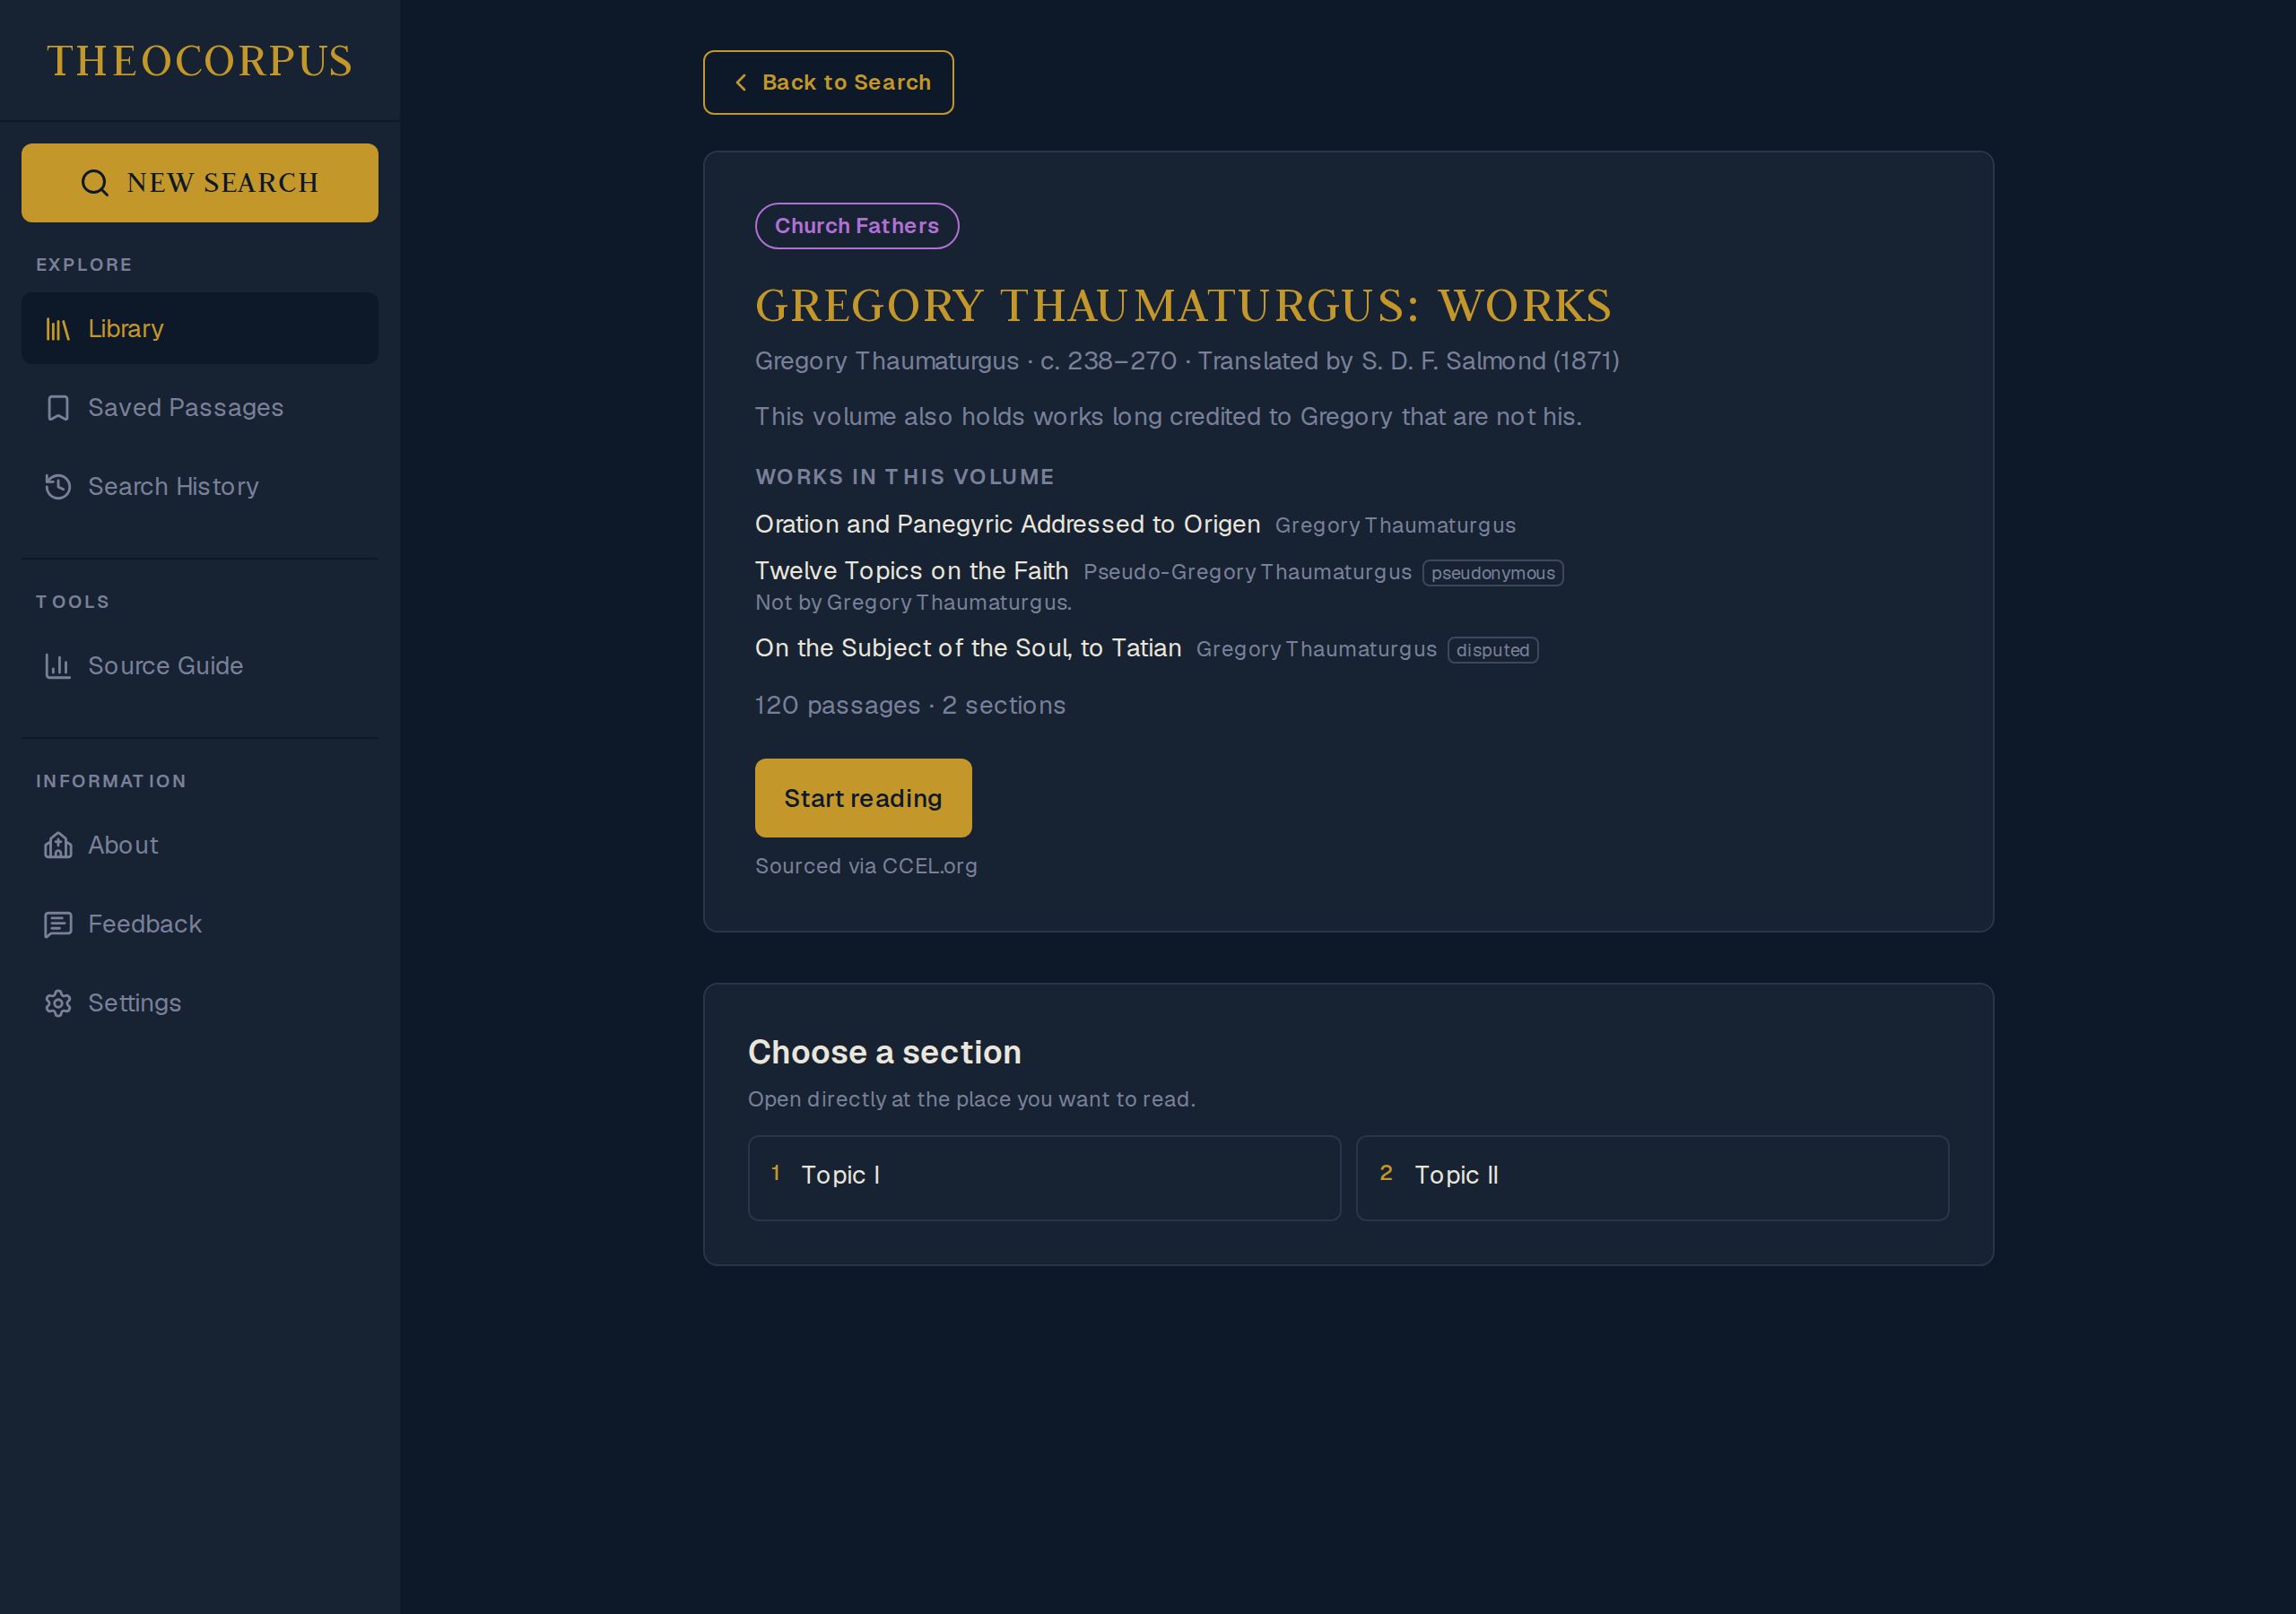 THEOCORPUS
NEW SEARCH
EXPLORE
Library
Saved Passages
Search History
TOOLS
Source Guide
INFORMATION
About
Feedback
Settings
Back to Search
Church Fathers
GREGORY THAUMATURGUS: WORKS
Gregory Thaumaturgus · c. 238–270 · Translated by S. D. F. Salmond (1871)
This volume also holds works long credited to Gregory that are not his.
WORKS IN THIS VOLUME
Oration and Panegyric Addressed to Origen Gregory Thaumaturgus
Twelve Topics on the Faith Pseudo-Gregory Thaumaturgus pseudonymous
Not by Gregory Thaumaturgus.
On the Subject of the Soul, to Tatian Gregory Thaumaturgus disputed
120 passages · 2 sections
Start reading
Sourced via CCEL.org
Choose a section
Open directly at the place you want to read.
1 Topic I
2 Topic II